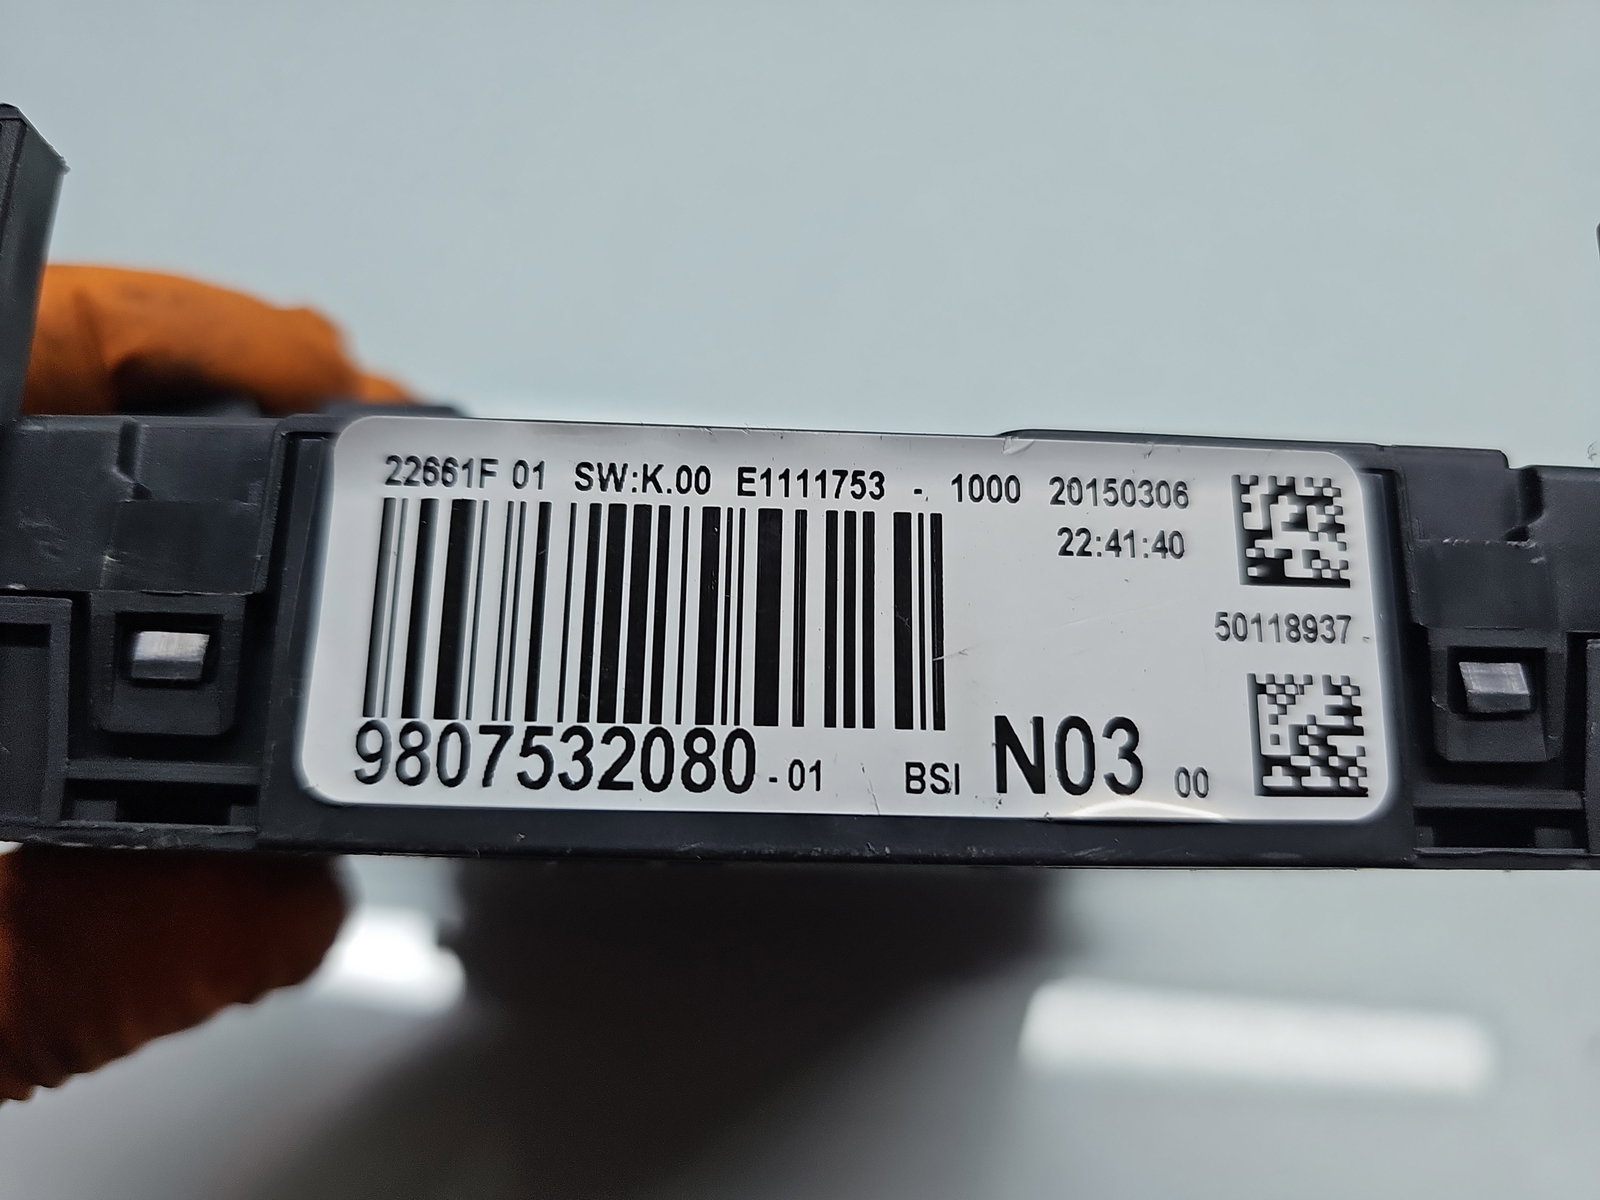 22661F 01 SW:K.00 E1111753 - 1000 20150306
22:41:40
50118937
9807532080 - 01 BSI N03 00